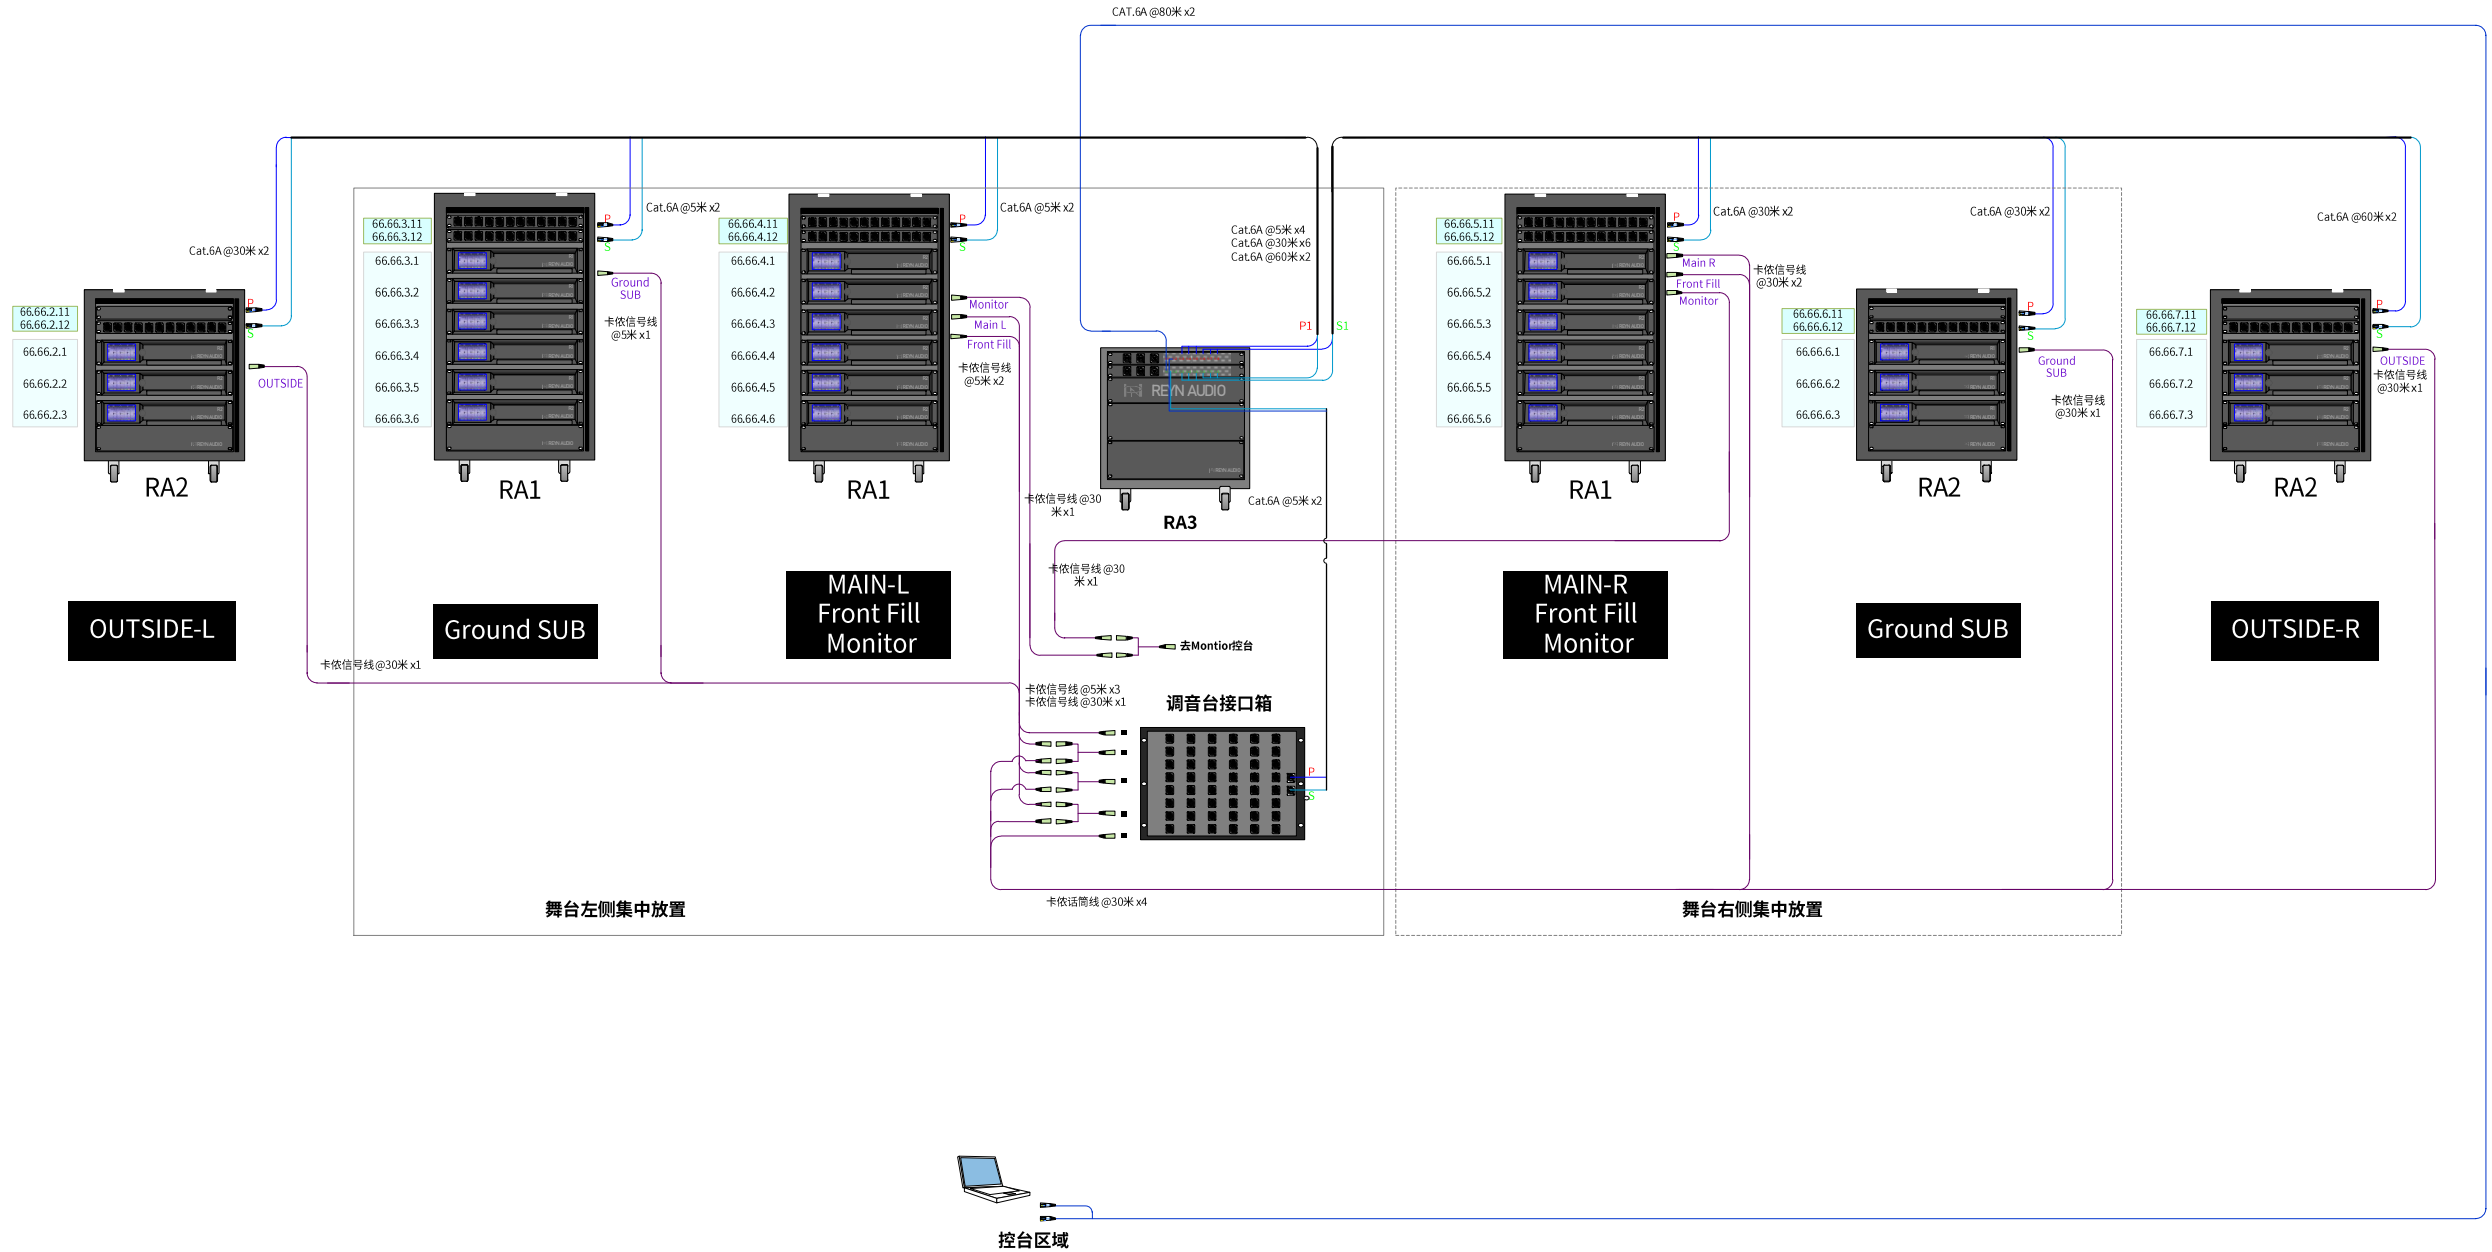 CAT.6A @80米 x2
Cat.6A @30米 x2
66.66.2.11
66.66.2.12
66.66.2.1
66.66.2.2
66.66.2.3
P
S
OUTSIDE
RA2
OUTSIDE-L
卡侬信号线@30米 x1
66.66.3.11
66.66.3.12
66.66.3.1
66.66.3.2
66.66.3.3
66.66.3.4
66.66.3.5
66.66.3.6
P
S
Cat.6A @5米 x2
Ground
SUB
卡侬信号线
@5米 x1
RA1
Ground SUB
66.66.4.11
66.66.4.12
66.66.4.1
66.66.4.2
66.66.4.3
66.66.4.4
66.66.4.5
66.66.4.6
P
S
Cat.6A @5米 x2
Monitor
Main L
Front Fill
卡侬信号线
@5米 x2
RA1
MAIN-L
Front Fill
Monitor
卡侬信号线 @30
米 x1
Cat.6A @5米 x4
Cat.6A @30米 x6
Cat.6A @60米 x2
P1
S1
REYN AUDIO
REYN AUDIO
RA3
Cat.6A @5米 x2
卡侬信号线 @30
米 x1
去Montior控台
卡侬信号线 @5米 x3
卡侬信号线 @30米 x1
调音台接口箱
P
S
卡侬话筒线 @30米 x4
舞台左侧集中放置
66.66.5.11
66.66.5.12
66.66.5.1
66.66.5.2
66.66.5.3
66.66.5.4
66.66.5.5
66.66.5.6
P
S
Cat.6A @30米 x2
Main R
Front Fill
Monitor
卡侬信号线
@30米 x2
RA1
MAIN-R
Front Fill
Monitor
66.66.6.11
66.66.6.12
66.66.6.1
66.66.6.2
66.66.6.3
Cat.6A @30米 x2
P
S
Ground
SUB
卡侬信号线
@30米 x1
RA2
Ground SUB
舞台右侧集中放置
66.66.7.11
66.66.7.12
66.66.7.1
66.66.7.2
66.66.7.3
Cat.6A @60米 x2
P
S
OUTSIDE
卡侬信号线
@30米 x1
RA2
OUTSIDE-R
控台区域